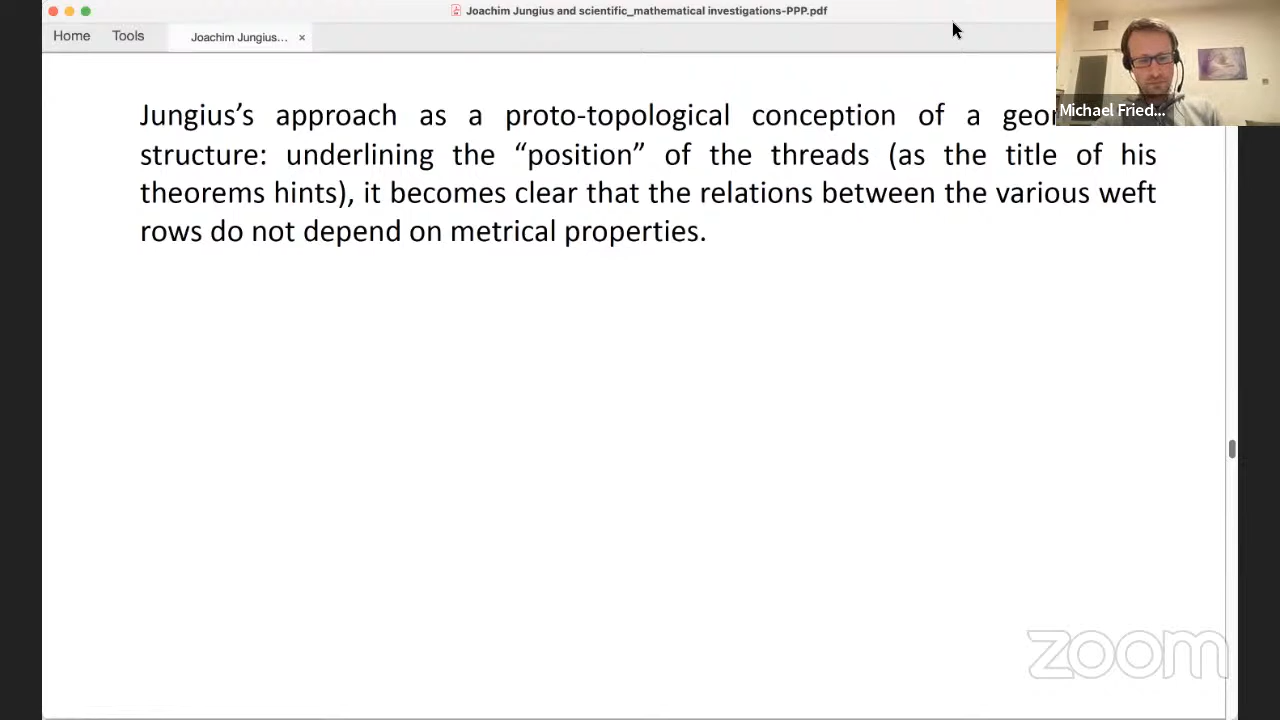 Joachim Jungius and scientific_mathematical investigations-PPP.pdf
Home Tools Joachim Jungius... ×
Michael Fried...
Jungius’s approach as a proto-topological conception of a
structure: underlining the “position” of the threads (as the title of his
theorems hints), it becomes clear that the relations between the various weft
rows do not depend on metrical properties.
zoom